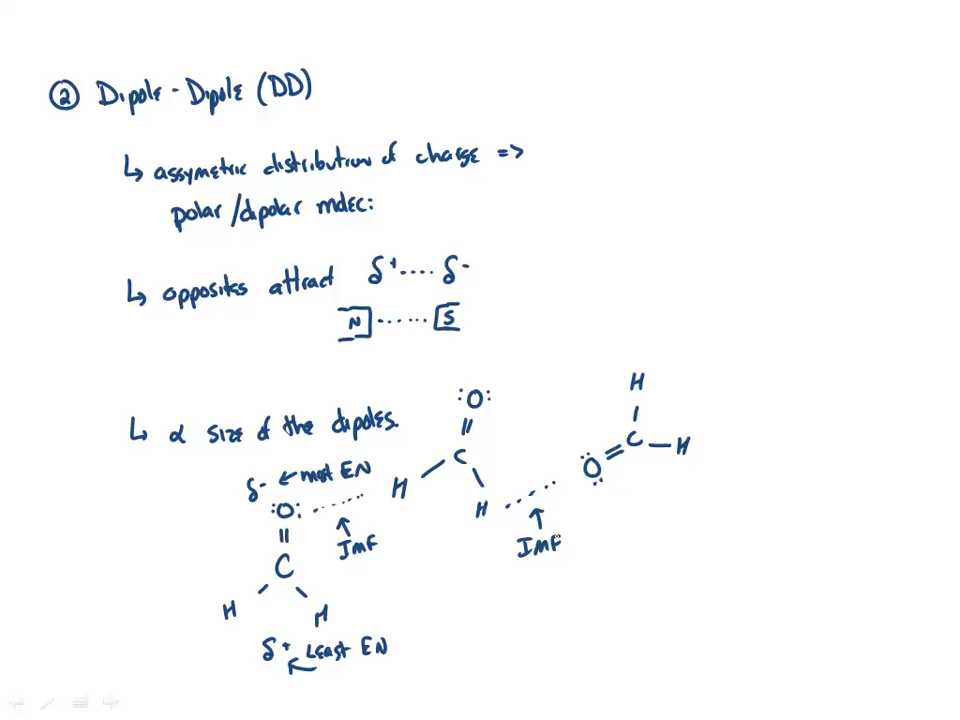 ② Dipole - Dipole (DD)
↳ assymetric distribution of charge =>
polar /dipolar molec:
↳ opposites attract δ+ .... δ-
N ...... S
↳ α size of the dipoles.
H
:O:
||
C
H
H
H
C — H
O =
IMF
δ- ← most EN
:O:
||
C
H H
IMF
δ+ Least EN